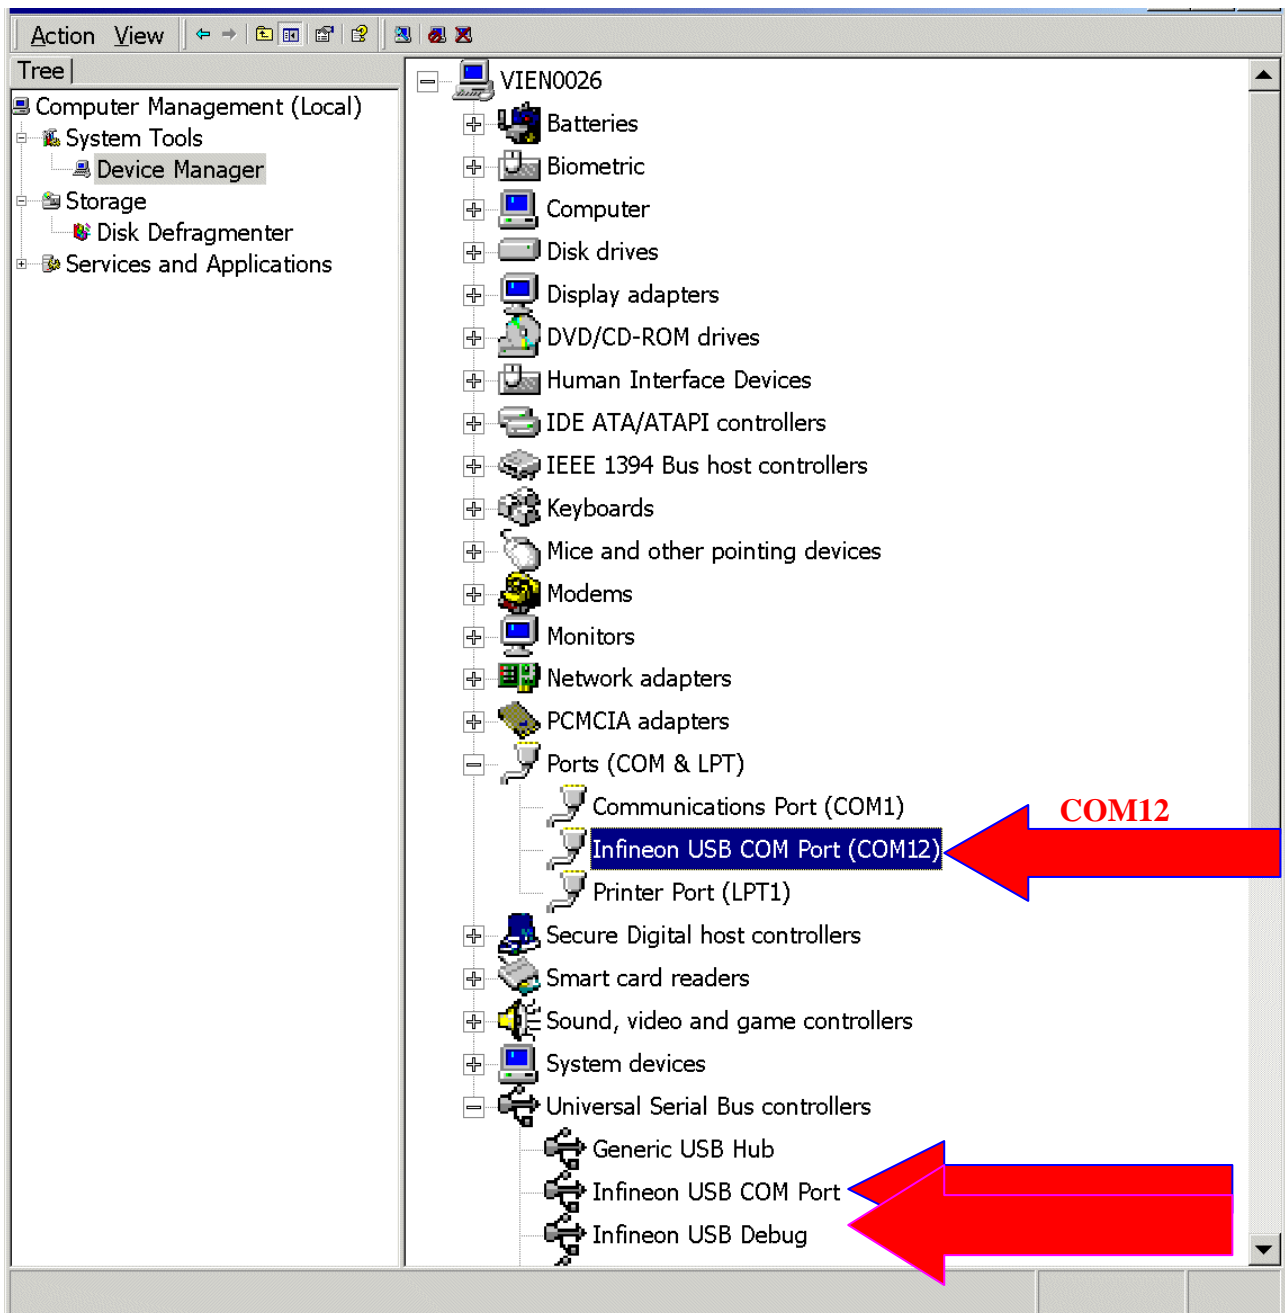 Action View
Tree
Computer Management (Local)
System Tools
Device Manager
Storage
Disk Defragmenter
Services and Applications
VIEN0026
Batteries
Biometric
Computer
Disk drives
Display adapters
DVD/CD-ROM drives
Human Interface Devices
IDE ATA/ATAPI controllers
IEEE 1394 Bus host controllers
Keyboards
Mice and other pointing devices
Modems
Monitors
Network adapters
PCMCIA adapters
Ports (COM & LPT)
Communications Port (COM1)
COM12
Infineon USB COM Port (COM12)
Printer Port (LPT1)
Secure Digital host controllers
Smart card readers
Sound, video and game controllers
System devices
Universal Serial Bus controllers
Generic USB Hub
Infineon USB COM Port
Infineon USB Debug